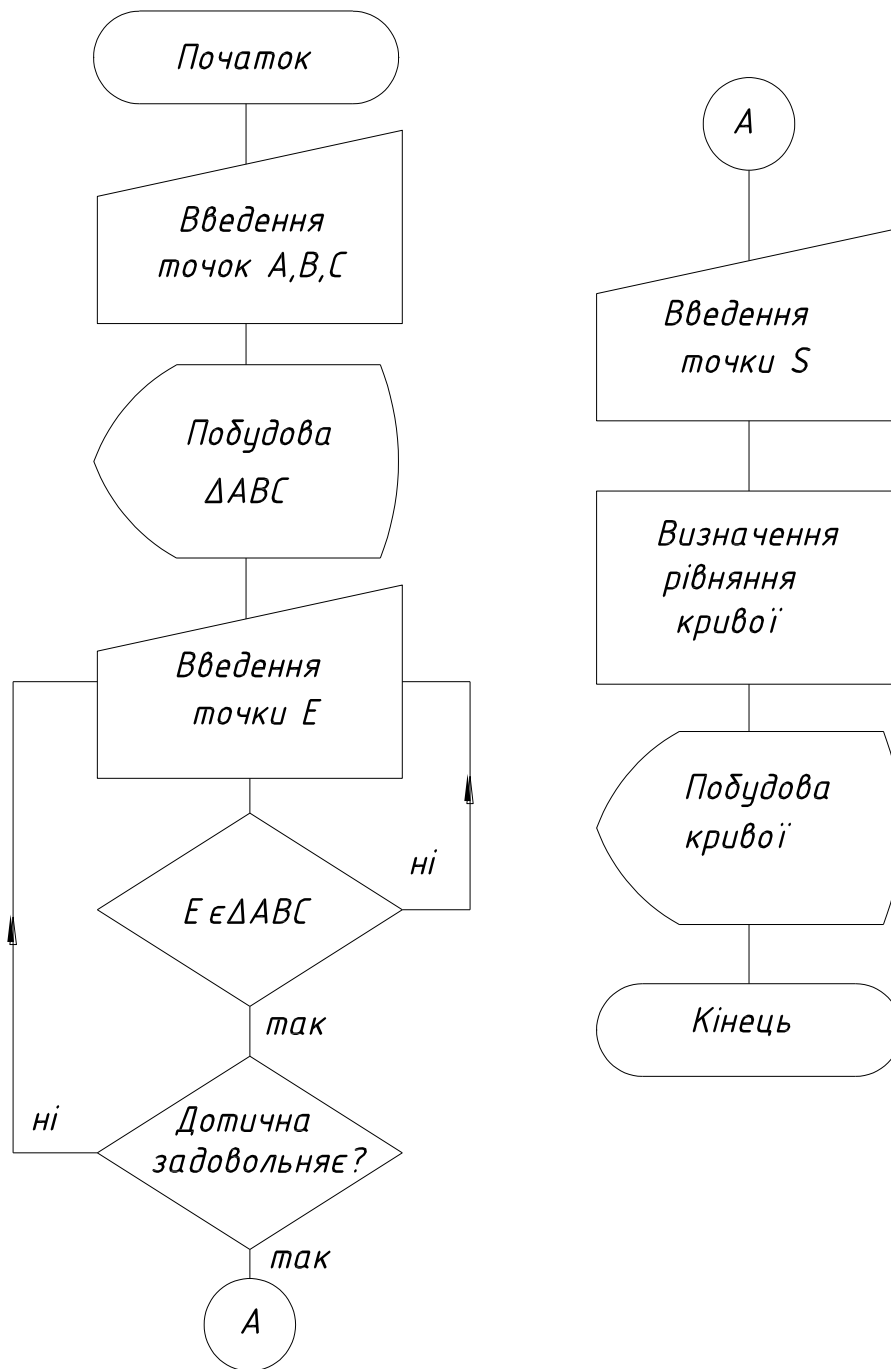 Початок
Введення
точок A,B,C
Побудова
ΔABC
Введення
точки E
ні
E є ΔABC
так
ні
Дотична
задовольняє?
так
A
A
Введення
точки S
Визначення
рівняння
кривої
Побудова
кривої
Кінець